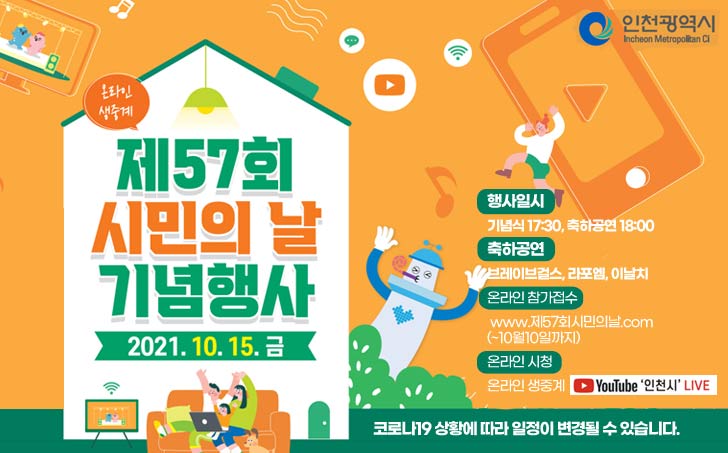 인천광역시
Incheon Metropolitan Ci
온라인
생중계
제57회
시민의 날
기념행사
2021. 10. 15. 금
행사일시
기념식 17:30, 축하공연 18:00
축하공연
브레이브걸스, 라포엠, 이날치
온라인 참가접수
www.제57회시민의날.com
(~10월10일까지)
온라인 시청
온라인 생중계 YouTube '인천시' LIVE
코로나19 상황에 따라 일정이 변경될 수 있습니다.